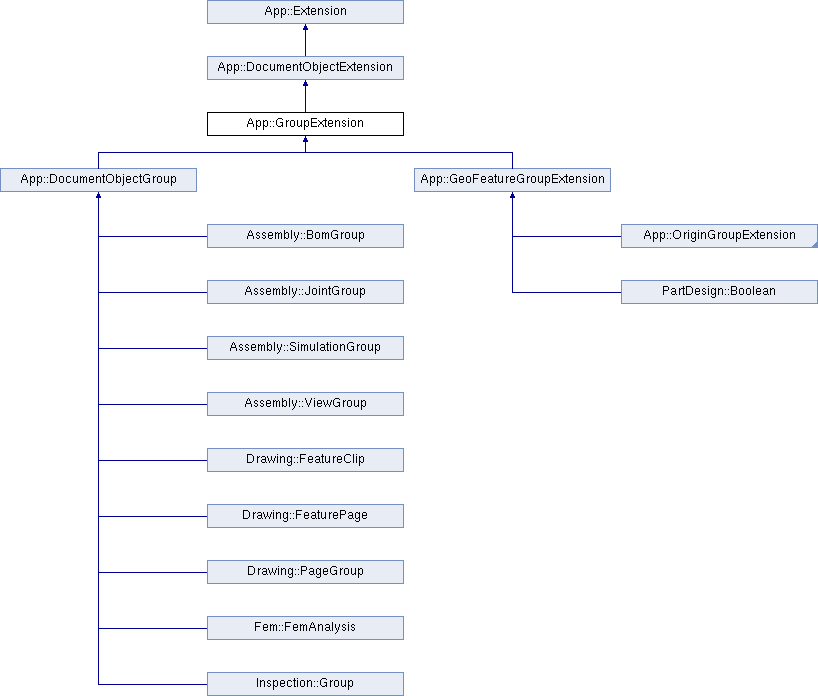 App::Extension
App::DocumentObjectExtension
App::GroupExtension
App::DocumentObjectGroup
App::GeoFeatureGroupExtension
Assembly::BomGroup
App::OriginGroupExtension
Assembly::JointGroup
PartDesign::Boolean
Assembly::SimulationGroup
Assembly::ViewGroup
Drawing::FeatureClip
Drawing::FeaturePage
Drawing::PageGroup
Fem::FemAnalysis
Inspection::Group